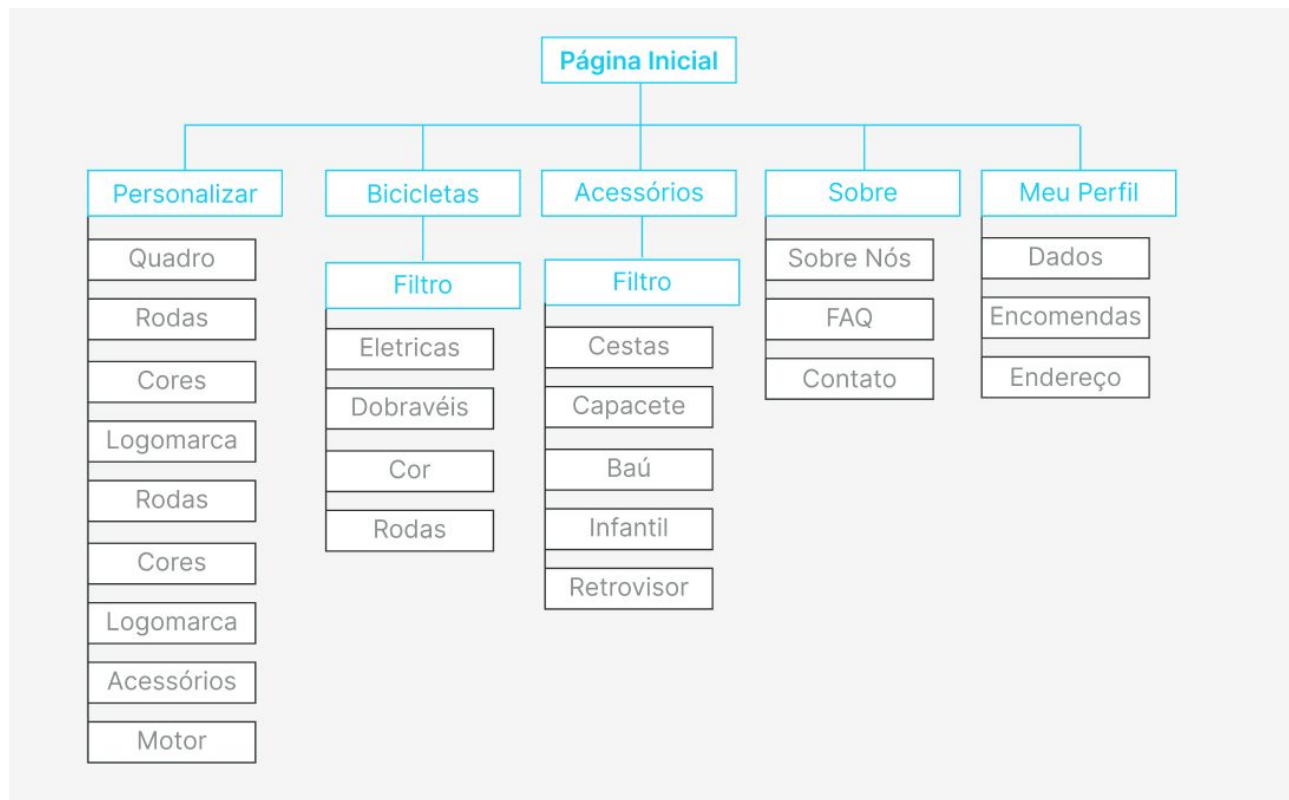 Página Inicial
Personalizar
Quadro
Rodas
Cores
Logomarca
Rodas
Cores
Logomarca
Acessórios
Motor
Bicicletas
Filtro
Eletricas
Dobravéis
Cor
Rodas
Acessórios
Filtro
Cestas
Capacete
Baú
Infantil
Retrovisor
Sobre
Sobre Nós
FAQ
Contato
Meu Perfil
Dados
Encomendas
Endereço